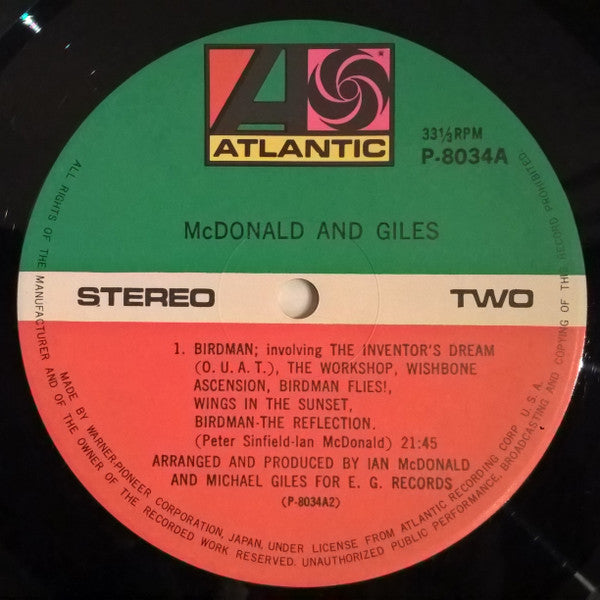 ATLANTIC
33⅓ RPM
P-8034A
McDONALD AND GILES
STEREO
TWO
1. BIRDMAN; involving THE INVENTOR'S DREAM
(O. U. A. T.), THE WORKSHOP, WISHBONE
ASCENSION, BIRDMAN FLIES!,
WINGS IN THE SUNSET,
BIRDMAN-THE REFLECTION.
(Peter Sinfield-Ian McDonald) 21:45
ARRANGED AND PRODUCED BY IAN McDONALD
AND MICHAEL GILES FOR E. G. RECORDS
(P-8034A2)
ALL RIGHTS OF THE MANUFACTURER AND OF THE OWNER OF THE RECORDED WORK RESERVED. UNAUTHORIZED PUBLIC PERFORMANCE, BROADCASTING AND COPYING OF THE RECORD PROHIBITED.
MADE BY WARNER-PIONEER CORPORATION, JAPAN, UNDER LICENSE FROM ATLANTIC RECORDING CORP. U. S. A.